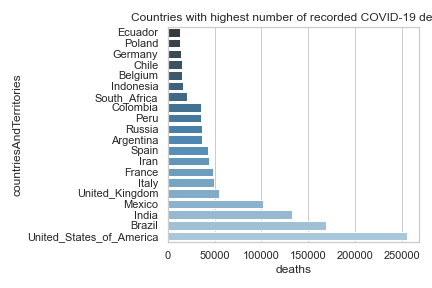 Countries with highest number of recorded COVID-19 de
countriesAndTerritories
Ecuador
Poland
Germany
Chile
Belgium
Indonesia
South_Africa
Colombia
Peru
Russia
Argentina
Spain
Iran
France
Italy
United_Kingdom
Mexico
India
Brazil
United_States_of_America
0 50000 100000 150000 200000 250000
deaths